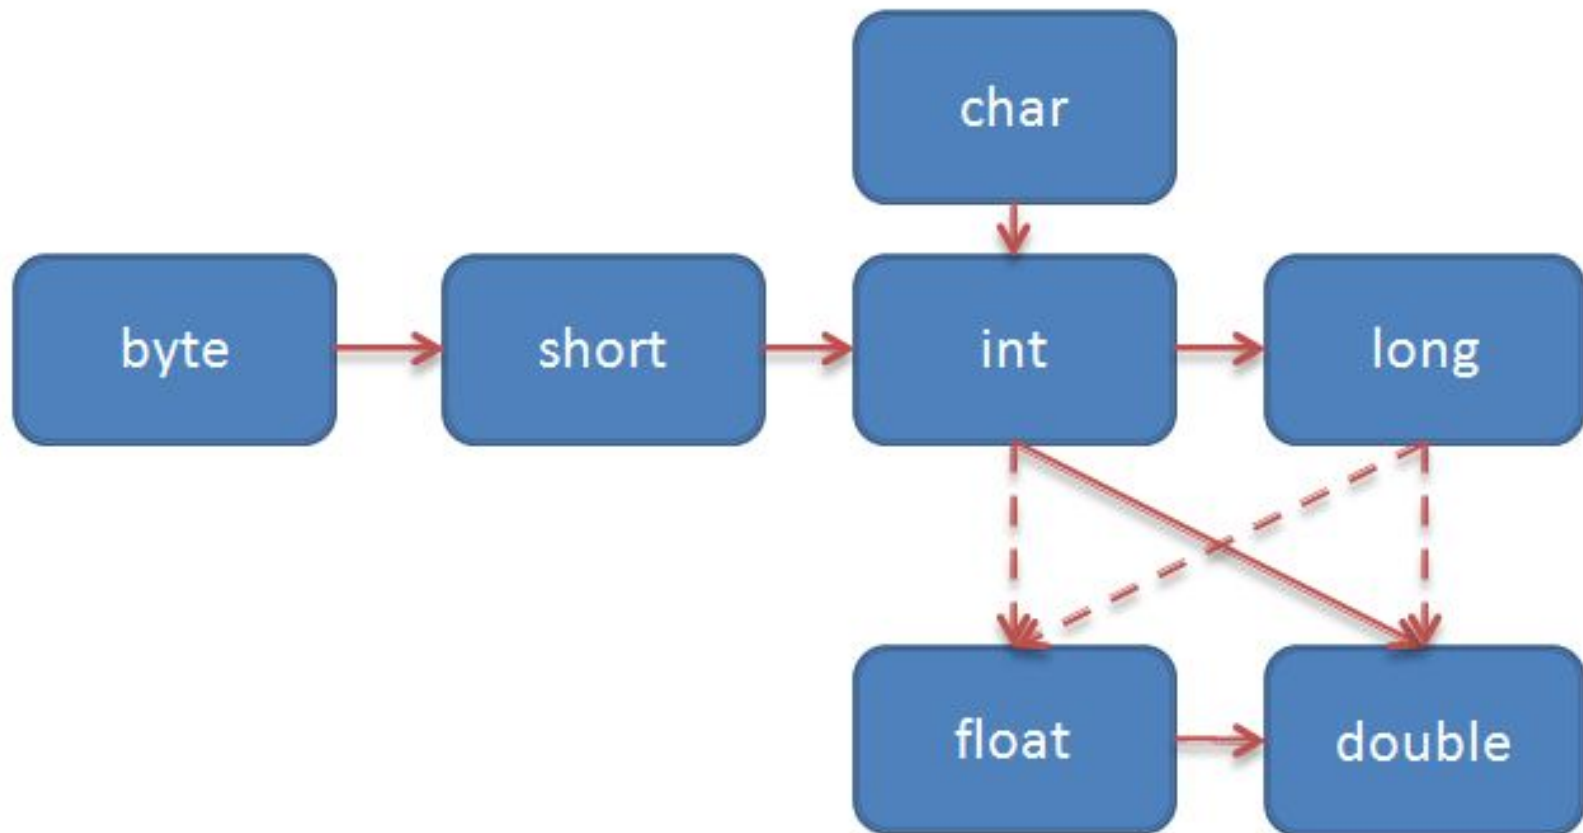 char
byte
short
int
long
float
double